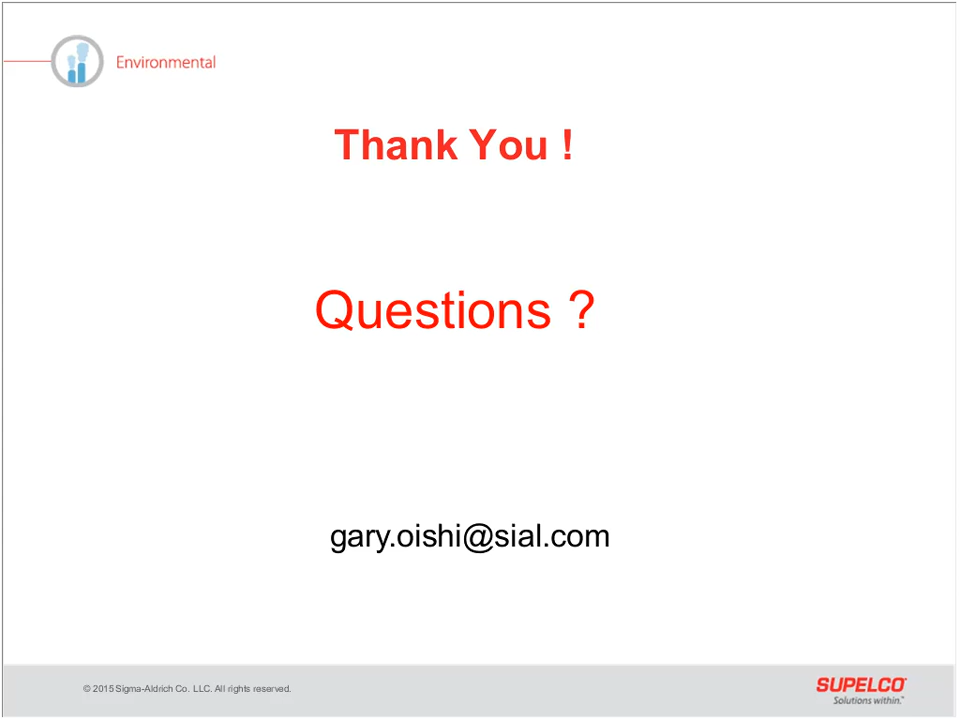 Environmental
Thank You !
Questions ?
gary.oishi@sial.com
© 2015 Sigma-Aldrich Co. LLC. All rights reserved.
SUPELCO
Solutions within.™